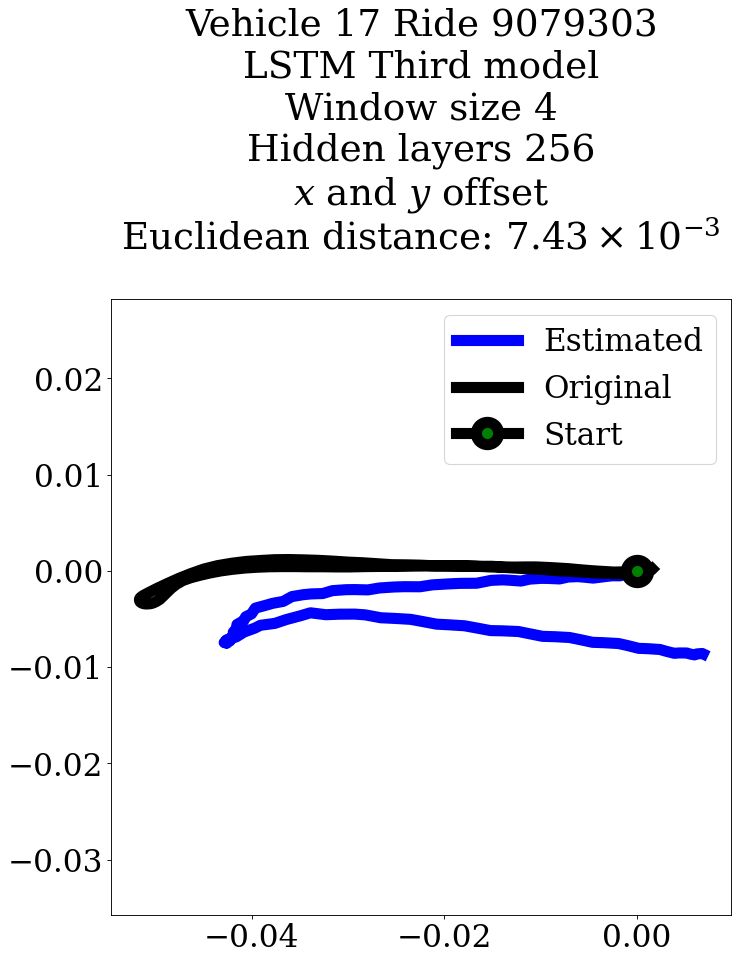 Vehicle 17 Ride 9079303
LSTM Third model
Window size 4
Hidden layers 256
x and y offset
Euclidean distance: 7.43 × 10⁻³
Estimated
Original
Start
0.02
0.01
0.00
−0.01
−0.02
−0.03
−0.04
−0.02
0.00